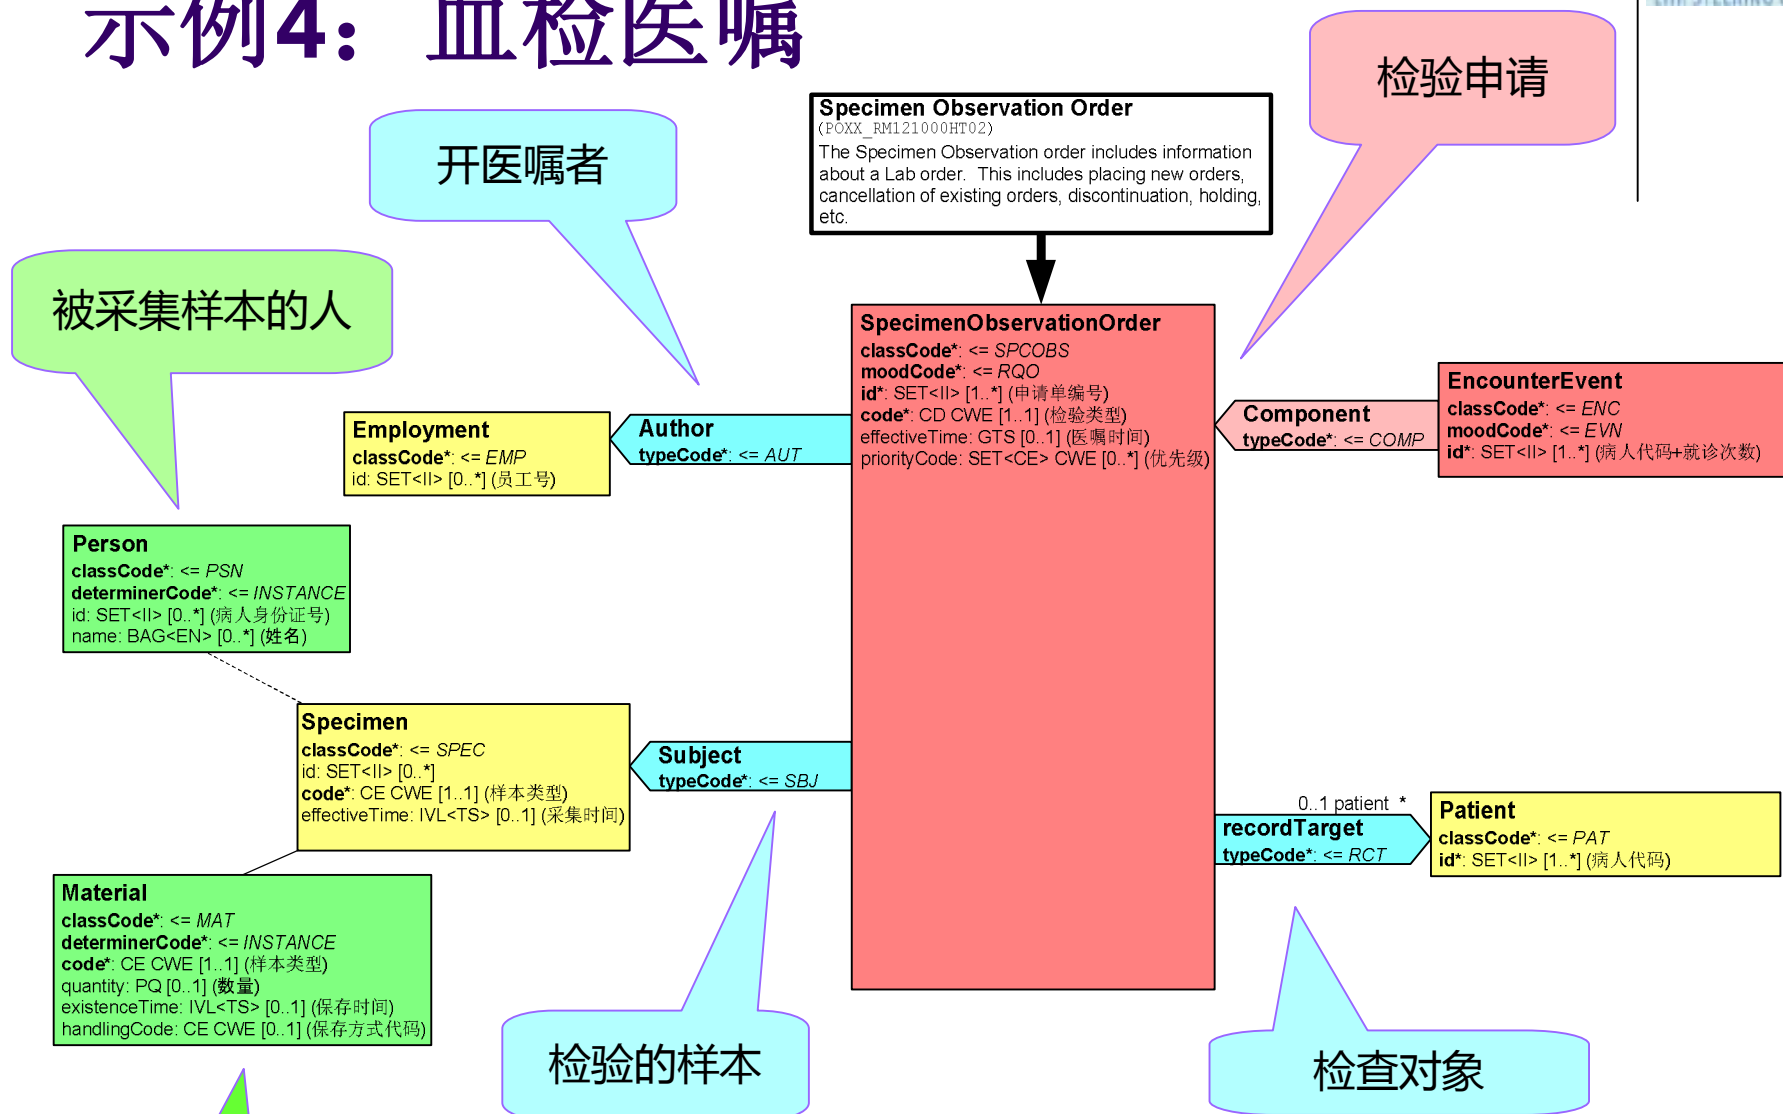 示例4：血检医嘱
检验申请
Specimen Observation Order
(POXX_RM121000HT02)
The Specimen Observation order includes information
about a Lab order. This includes placing new orders,
cancellation of existing orders, discontinuation, holding,
etc.
开医嘱者
被采集样本的人
SpecimenObservationOrder
classCode*: <= SPCOBS
moodCode*: <= RQO
id*: SET<II> [1..*] (申请单编号)
code*: CD CWE [1..1] (检验类型)
effectiveTime: GTS [0..1] (医嘱时间)
priorityCode: SET<CE> CWE [0..*] (优先级)
EncounterEvent
classCode*: <= ENC
moodCode*: <= EVN
id*: SET<II> [1..*] (病人代码+就诊次数)
Component
typeCode*: <= COMP
Author
typeCode*: <= AUT
Employment
classCode*: <= EMP
id: SET<II> [0..*] (员工号)
Person
classCode*: <= PSN
determinerCode*: <= INSTANCE
id: SET<II> [0..*] (病人身份证号)
name: BAG<EN> [0..*] (姓名)
Specimen
classCode*: <= SPEC
id: SET<II> [0..*]
code*: CE CWE [1..1] (样本类型)
effectiveTime: IVL<TS> [0..1] (采集时间)
Subject
typeCode*: <= SBJ
0..1 patient *
recordTarget
typeCode*: <= RCT
Patient
classCode*: <= PAT
id*: SET<II> [1..*] (病人代码)
Material
classCode*: <= MAT
determinerCode*: <= INSTANCE
code*: CE CWE [1..1] (样本类型)
quantity: PQ [0..1] (数量)
existenceTime: IVL<TS> [0..1] (保存时间)
handlingCode: CE CWE [0..1] (保存方式代码)
检验的样本
检查对象